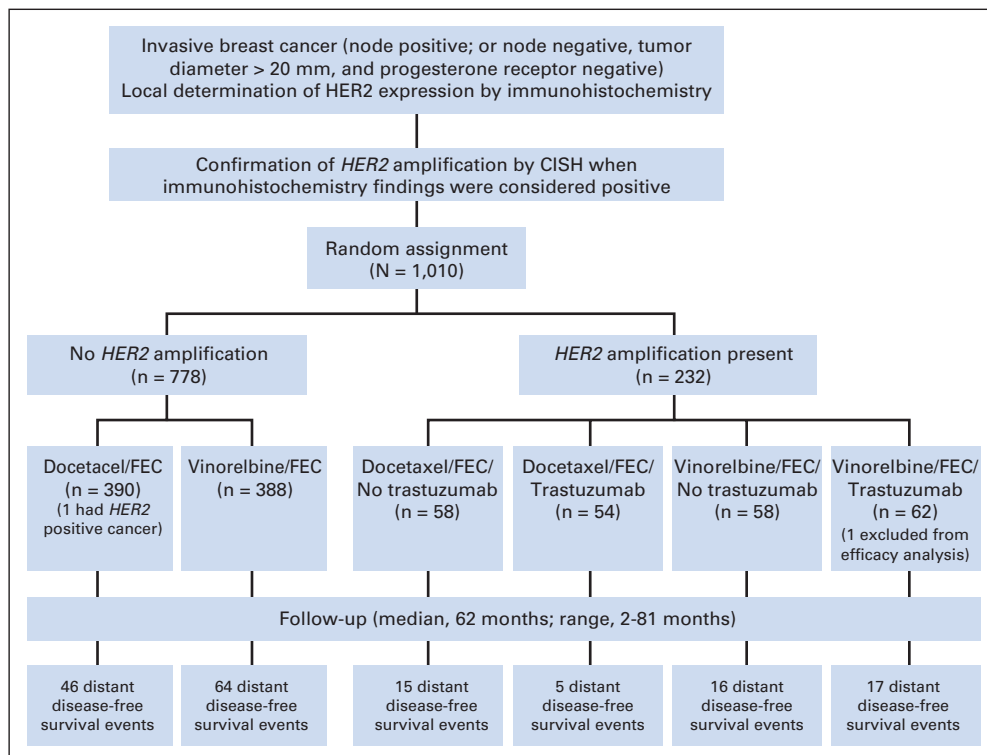 Invasive breast cancer (node positive; or node negative, tumor
diameter > 20 mm, and progesterone receptor negative)
Local determination of HER2 expression by immunohistochemistry
Confirmation of HER2 amplification by CISH when
immunohistochemistry findings were considered positive
Random assignment
(N = 1,010)
No HER2 amplification
(n = 778)
HER2 amplification present
(n = 232)
Docetacel/FEC
(n = 390)
(1 had HER2
positive cancer)
Vinorelbine/FEC
(n = 388)
Docetaxel/FEC/
No trastuzumab
(n = 58)
Docetaxel/FEC/
Trastuzumab
(n = 54)
Vinorelbine/FEC/
No trastuzumab
(n = 58)
Vinorelbine/FEC/
Trastuzumab
(n = 62)
(1 excluded from
efficacy analysis)
Follow-up (median, 62 months; range, 2-81 months)
46 distant
disease-free
survival events
64 distant
disease-free
survival events
15 distant
disease-free
survival events
5 distant
disease-free
survival events
16 distant
disease-free
survival events
17 distant
disease-free
survival events